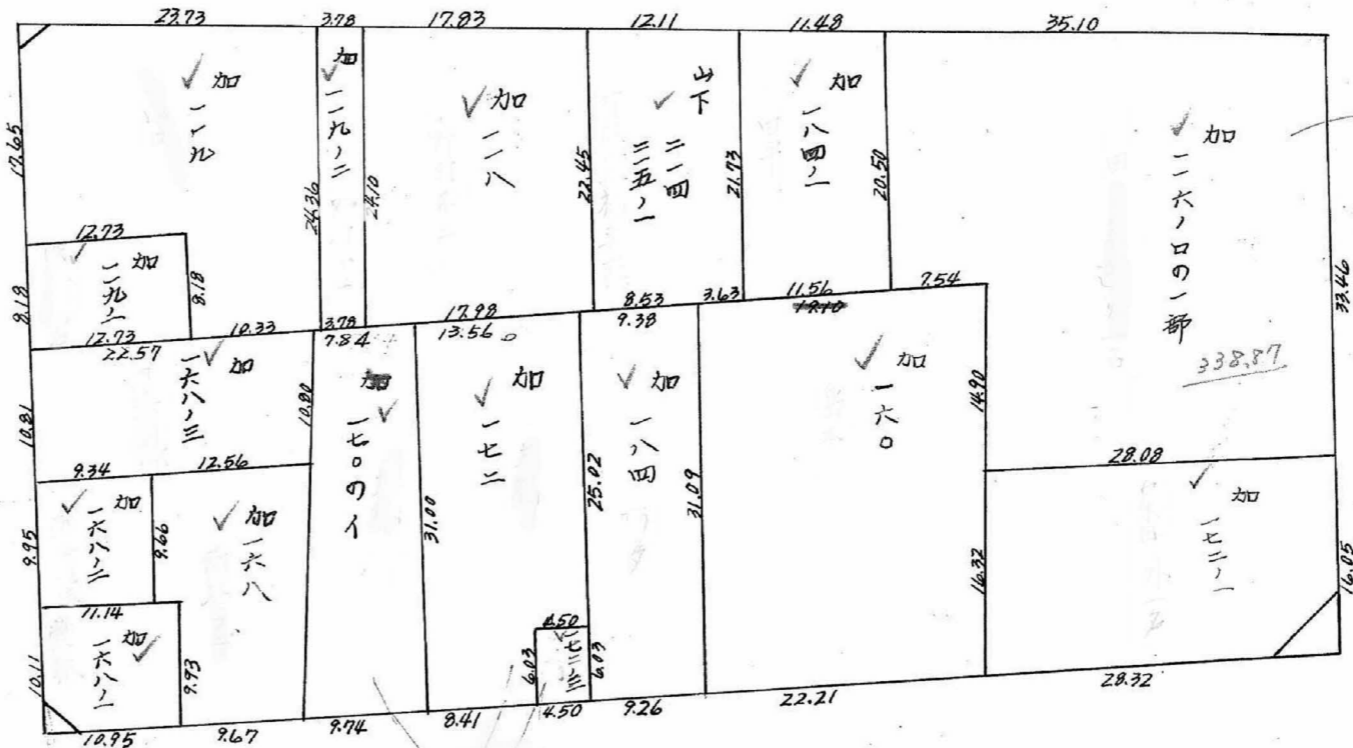 23.73 3.78 17.83 12.11 11.48 35.10
17.65
加 一一九
加 一一九ノ二
24.36
24.10
加 一一八
22.45
山下 二一四
二一五ノ一
21.73
加 一八四ノ一
20.50
加 一一六ノロの一部
33.46
338.87
12.73
8.18
加 一一九ノ一
8.18
12.73 10.33 3.78 17.98 8.53 3.63 11.56 7.54
22.57 7.84 13.56 9.38
加 一六八ノ三
10.81
10.80
加 一七〇のイ
31.00
加 一七二
25.02
加 一八四
31.09
加 一六〇
14.90
28.08
9.34 12.56
加 一六八ノ二
9.95
9.66
加 一六八
16.32
加 一七二ノ一
16.05
11.14
加 一六八ノ一
10.11
9.93
4.50
6.03
一七二ノ三
6.03
10.95 9.67 9.74 8.41 4.50 9.26 22.21 28.32